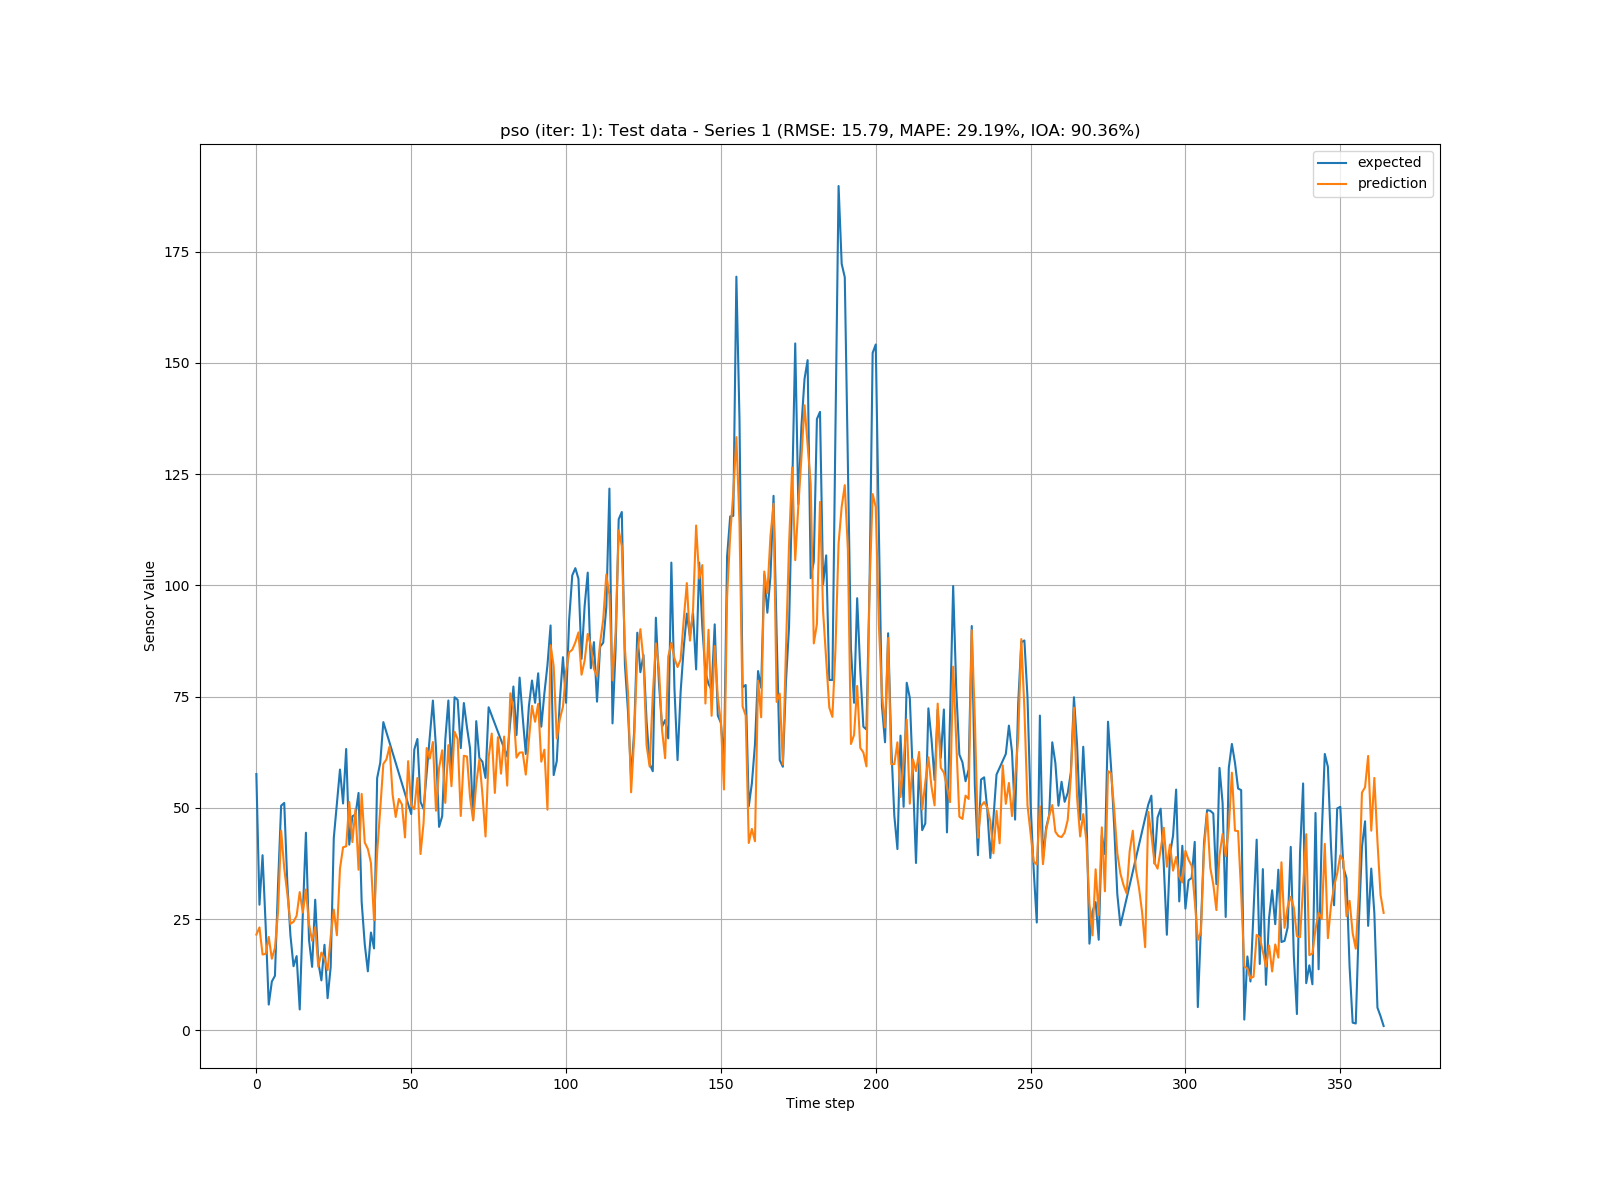 pso (iter: 1): Test data - Series 1 (RMSE: 15.79, MAPE: 29.19%, IOA: 90.36%)
expected
prediction
175
150
125
100
75
50
25
0
Sensor Value
0 50 100 150 200 250 300 350
Time step